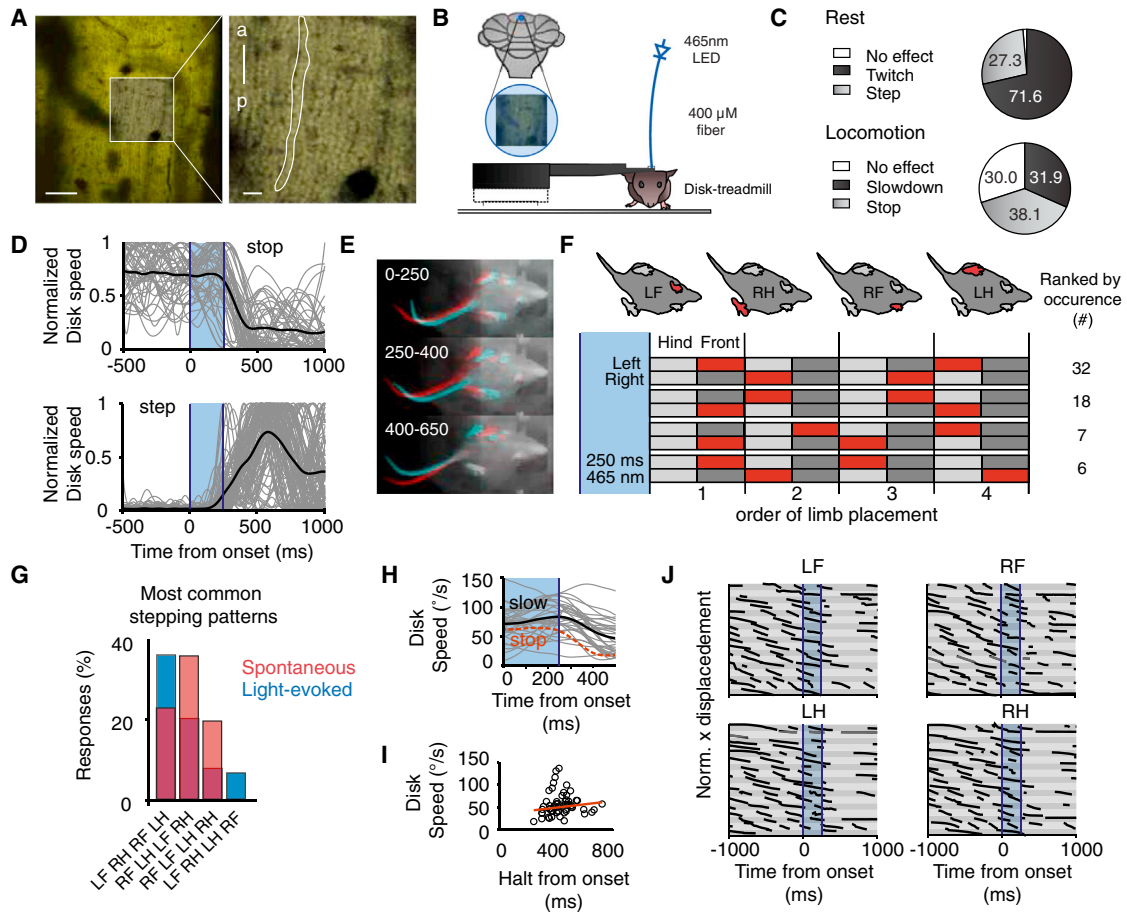 A
a
p
B
465nm
LED
400 µM
fiber
Disk-treadmill
C
Rest
No effect
Twitch
Step
27.3
71.6
Locomotion
No effect
Slowdown
Stop
30.0
31.9
38.1
D
Normalized
Disk speed
1
0.5
0
stop
-500
0
500
1000
Normalized
Disk speed
1
0.5
0
step
-500
0
500
1000
Time from onset (ms)
E
0-250
250-400
400-650
F
LF
RH
RF
LH
Ranked by
occurence
(#)
Hind
Front
Left
Right
250 ms
465 nm
32
18
7
6
1
2
3
4
order of limb placement
G
Most common
stepping patterns
Spontaneous
Light-evoked
Responses (%)
40
20
0
LF RH RF LH
RF LH LF RH
RF LF LH RH
LF RH LH RF
H
Disk
Speed (°/s)
150
100
50
0
slow
stop
0
200
400
Time from onset
(ms)
I
Disk
Speed (°/s)
150
100
50
0
0
400
800
Halt from onset
(ms)
J
LF
RF
LH
RH
Norm. x displacedement
-1000
0
1000
Time from onset
(ms)
-1000
0
1000
Time from onset
(ms)